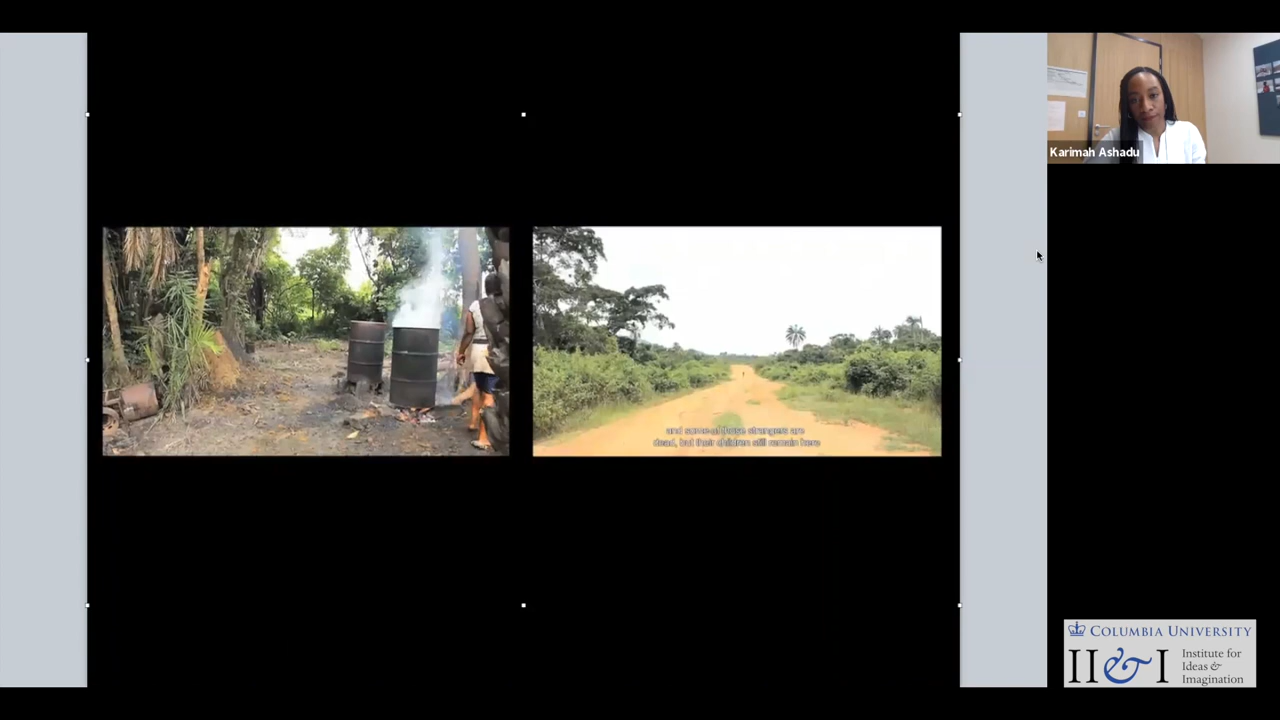 Karimah Ashadu
and some of those strangers are
dead, but their children still remain here
COLUMBIA UNIVERSITY
II&I
Institute for
Ideas &
Imagination